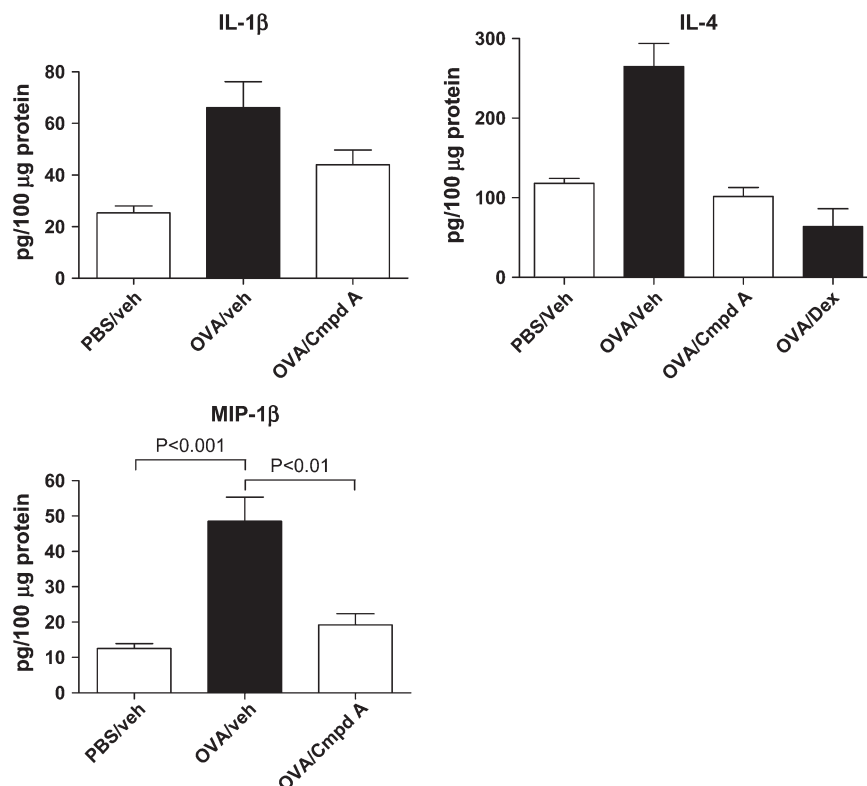 IL-1β
pg/100 μg protein
80
60
40
20
0
PBS/veh
OVA/veh
OVA/Cmpd A
IL-4
pg/100 μg protein
300
200
100
0
PBS/Veh
OVA/Veh
OVA/Cmpd A
OVA/Dex
MIP-1β
P<0.001
P<0.01
pg/100 μg protein
60
50
40
30
20
10
0
PBS/veh
OVA/veh
OVA/Cmpd A